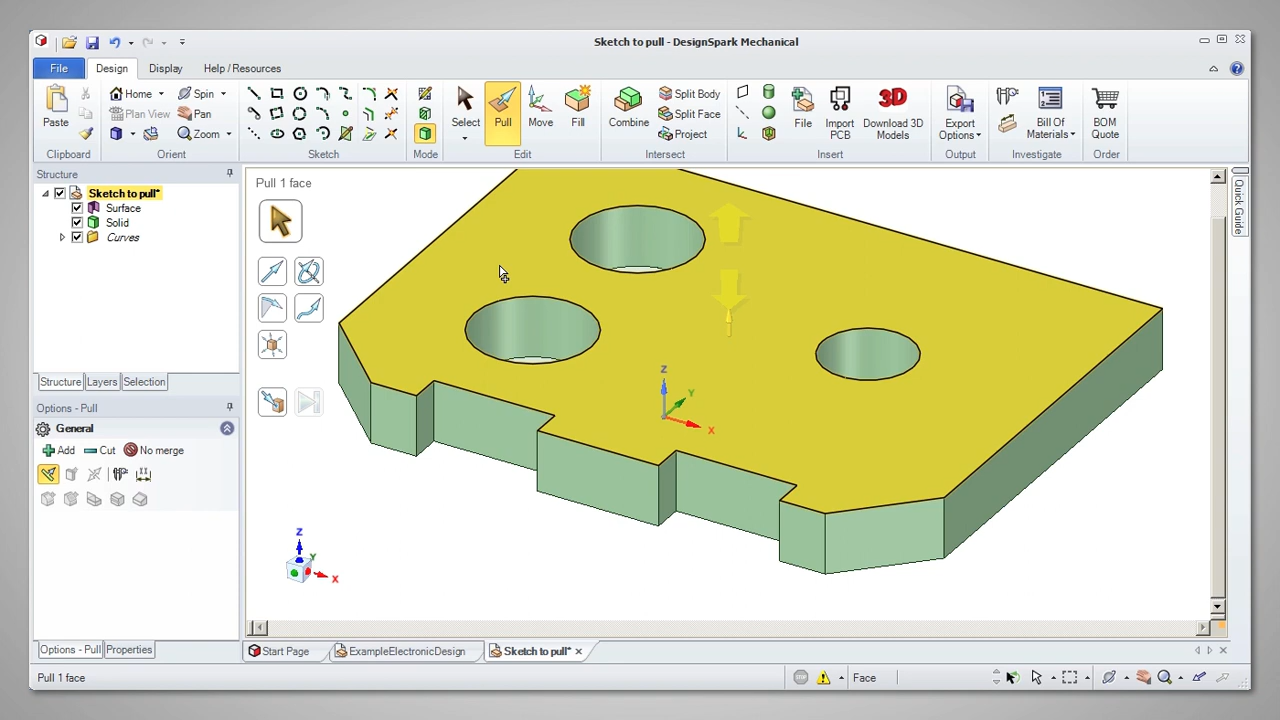 Sketch to pull - DesignSpark Mechanical
File Design Display Help / Resources
Paste
Home Spin
Plan View Pan
Zoom
Select
Pull
Move
Fill
Combine
Split Body
Split Face
Project
File
Import
PCB
Download 3D
Models
3D
Export
Options
Bill Of
Materials
BOM
Quote
Clipboard Orient Sketch Mode Edit Intersect Insert Output Investigate Order
Structure
Sketch to pull*
Surface
Solid
Curves
Structure Layers Selection
Options - Pull
General
Add Cut No merge
Options - Pull Properties
Pull 1 face
Z
Y
X
Z
Y
X
Quick Guide
Start Page ExampleElectronicDesign Sketch to pull*
Pull 1 face
Face